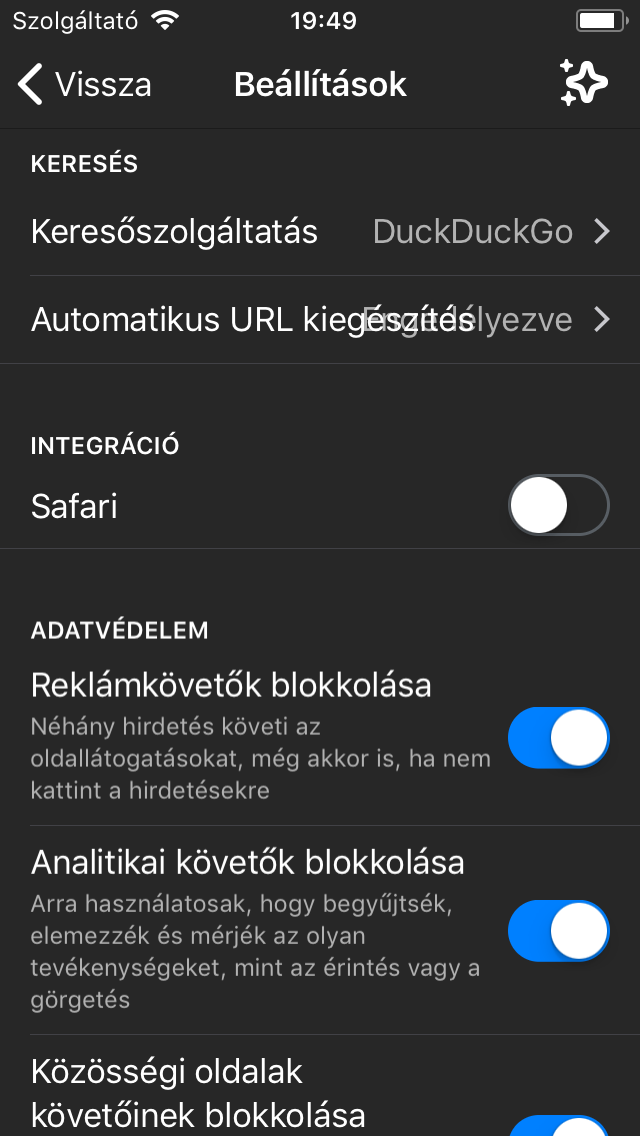 Szolgáltató 19:49
Vissza Beállítások
KERESÉS
Keresőszolgáltatás DuckDuckGo
Automatikus URL kiegészítés Engedélyezve
INTEGRÁCIÓ
Safari
ADATVÉDELEM
Reklámkövetők blokkolása
Néhány hirdetés követi az
oldallátogatásokat, még akkor is, ha nem
kattint a hirdetésekre
Analitikai követők blokkolása
Arra használatosak, hogy begyűjtsék,
elemezzék és mérjék az olyan
tevékenységeket, mint az érintés vagy a
görgetés
Közösségi oldalak
követőinek blokkolása